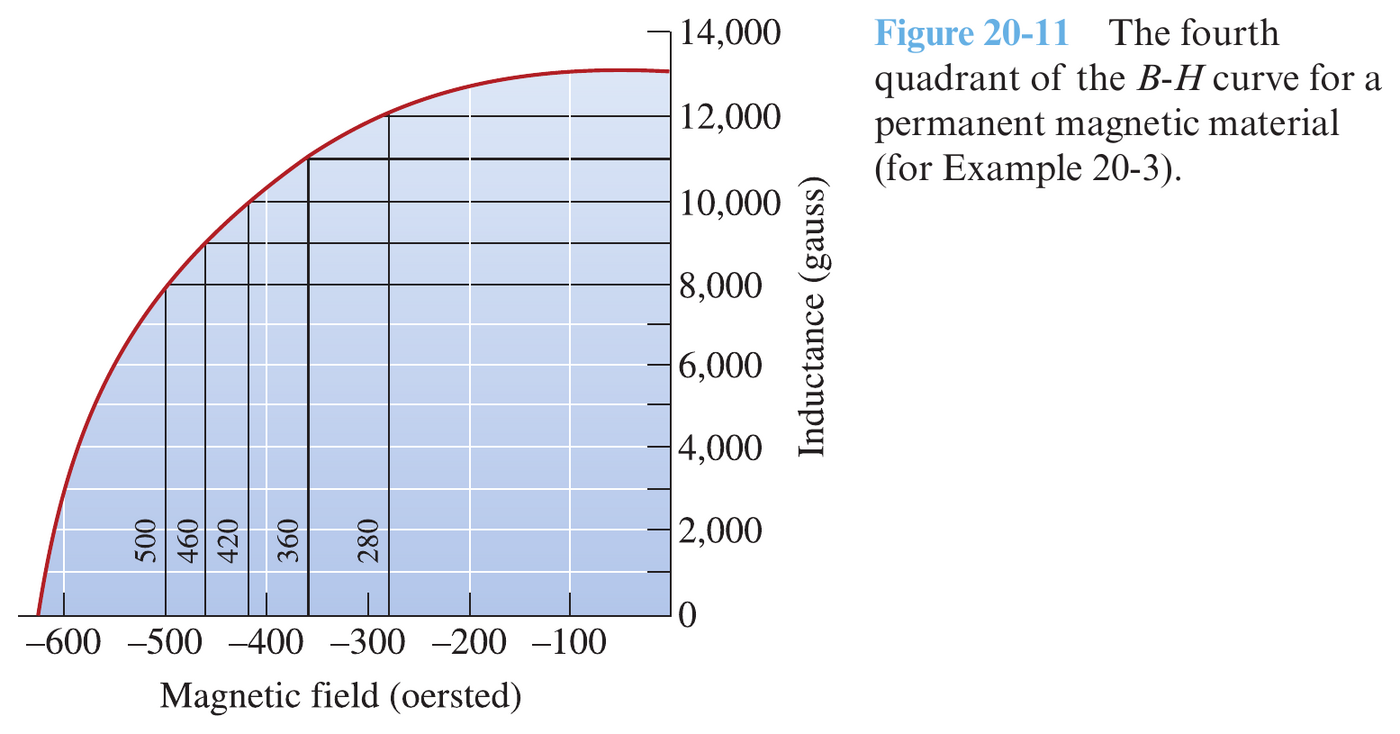 14,000
12,000
10,000
8,000
6,000
4,000
2,000
0
Inductance (gauss)
500
460
420
360
280
–600 –500 –400 –300 –200 –100
Magnetic field (oersted)
Figure 20-11 The fourth
quadrant of the B-H curve for a
permanent magnetic material
(for Example 20-3).